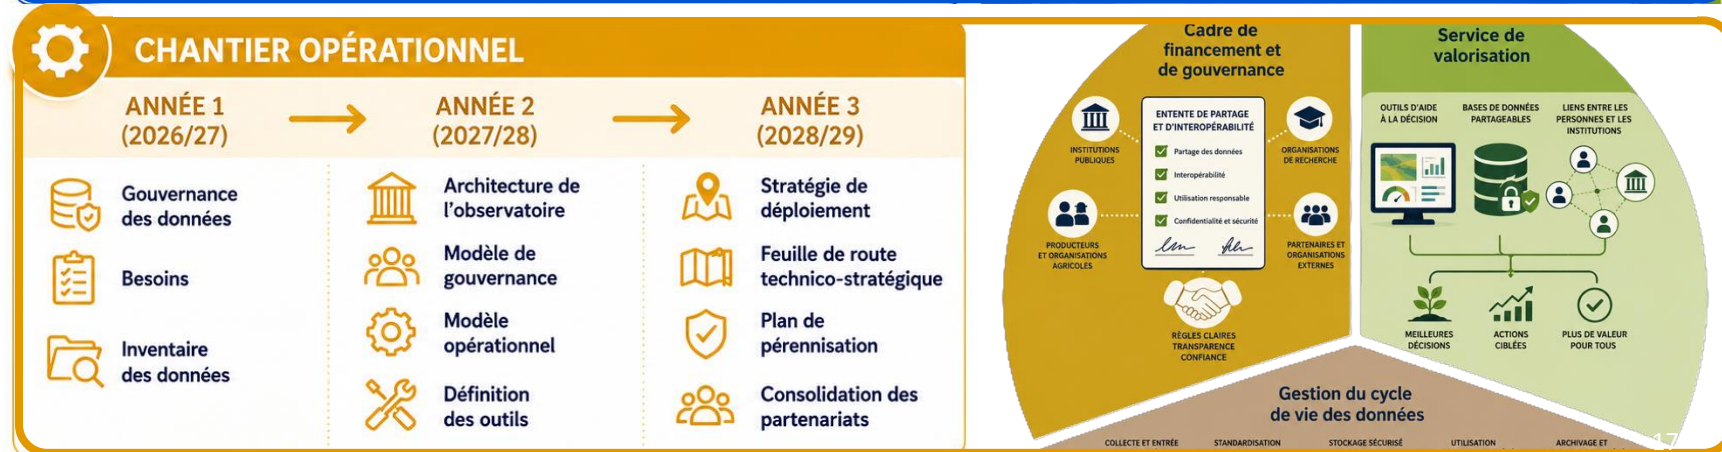 CHANTIER OPÉRATIONNEL
ANNÉE 1
(2026/27)
ANNÉE 2
(2027/28)
ANNÉE 3
(2028/29)
Gouvernance
des données
Besoins
Inventaire
des données
Architecture de
l'observatoire
Modèle de
gouvernance
Modèle
opérationnel
Définition
des outils
Stratégie de
déploiement
Feuille de route
technico-stratégique
Plan de
pérennisation
Consolidation des
partenariats
Cadre de
financement et
de gouvernance
INSTITUTIONS
PUBLIQUES
PRODUCTEURS
ET ORGANISATIONS
AGRICOLES
ENTENTE DE PARTAGE
ET D'INTEROPÉRABILITÉ
Partage des données
Interopérabilité
Utilisation responsable
Confidentialité et sécurité
ORGANISATIONS
DE RECHERCHE
PARTENAIRES ET
ORGANISATIONS
EXTERNES
RÈGLES CLAIRES
TRANSPARENCE
CONFIANCE
Service de
valorisation
OUTILS D'AIDE
À LA DÉCISION
BASES DE DONNÉES
PARTAGEABLES
LIENS ENTRE LES
PERSONNES ET LES
INSTITUTIONS
MEILLEURES
DÉCISIONS
ACTIONS
CIBLÉES
PLUS DE VALEUR
POUR TOUS
Gestion du cycle
de vie des données
COLLECTE ET ENTRÉE
STANDARDISATION
STOCKAGE SÉCURISÉ
UTILISATION
ARCHIVAGE ET
17